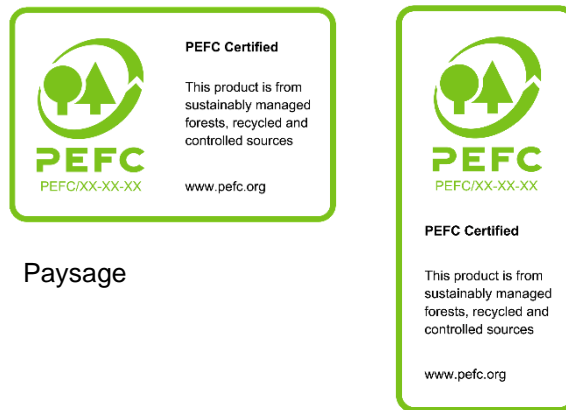 PEFC Certified
This product is from
sustainably managed
forests, recycled and
controlled sources
www.pefc.org
PEFC
PEFC/XX-XX-XX
Paysage
PEFC
PEFC/XX-XX-XX
PEFC Certified
This product is from
sustainably managed
forests, recycled and
controlled sources
www.pefc.org